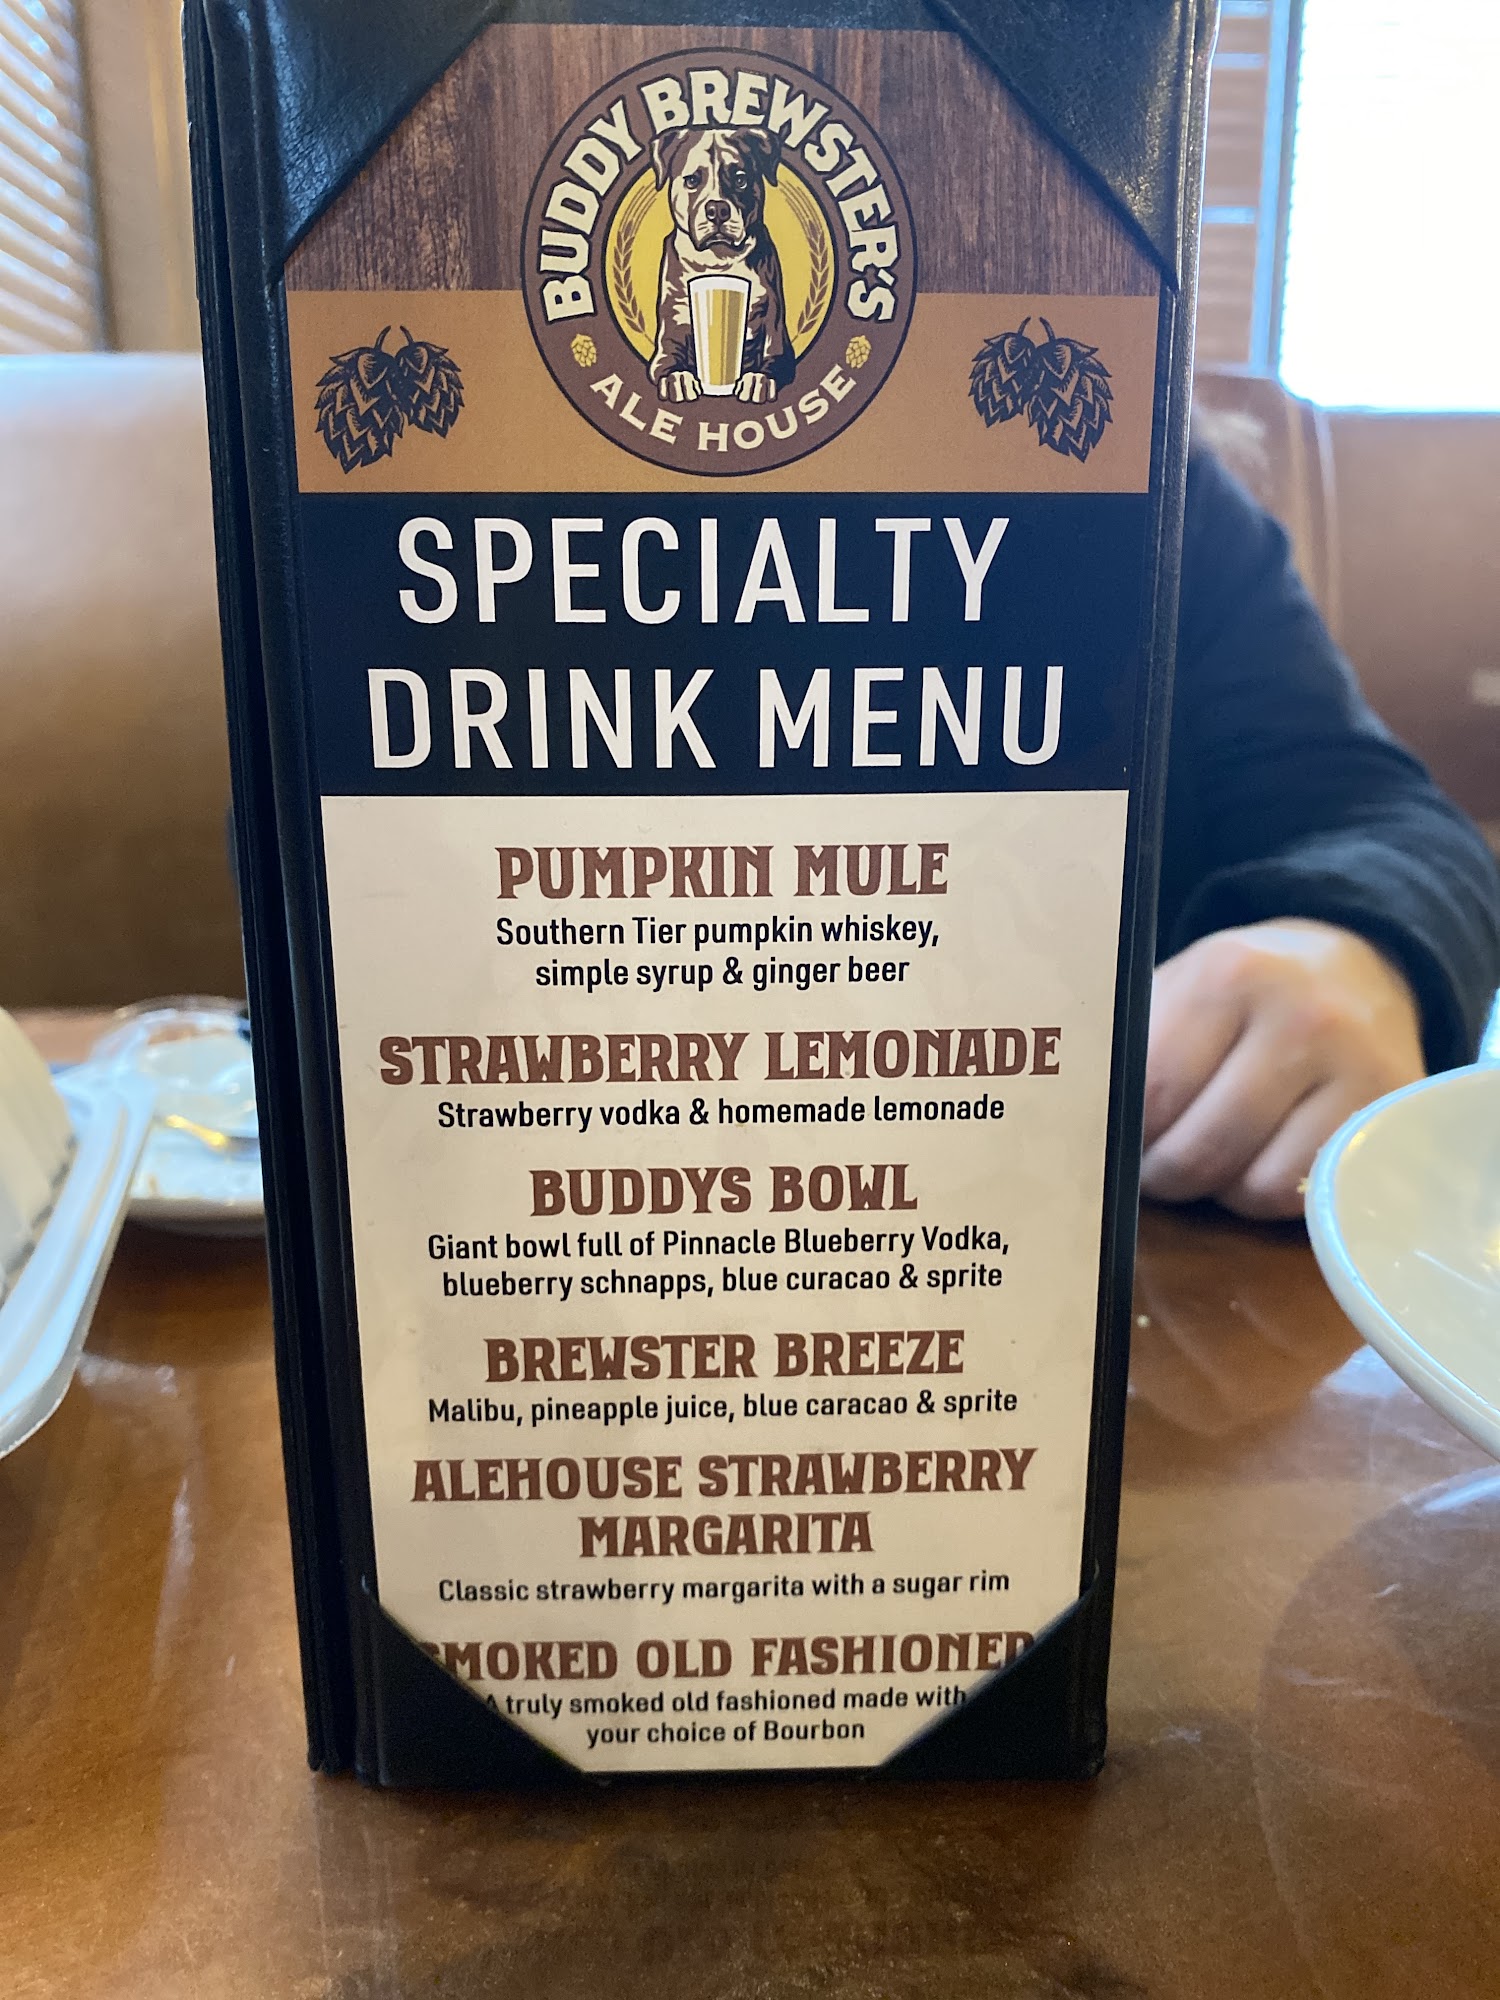 BUDDY BREWSTER'S
ALE HOUSE
SPECIALTY
DRINK MENU
PUMPKIN MULE
Southern Tier pumpkin whiskey,
simple syrup & ginger beer
STRAWBERRY LEMONADE
Strawberry vodka & homemade lemonade
BUDDYS BOWL
Giant bowl full of Pinnacle Blueberry Vodka,
blueberry schnapps, blue curacao & sprite
BREWSTER BREEZE
Malibu, pineapple juice, blue caracao & sprite
ALEHOUSE STRAWBERRY
MARGARITA
Classic strawberry margarita with a sugar rim
SMOKED OLD FASHIONED
A truly smoked old fashioned made with
your choice of Bourbon